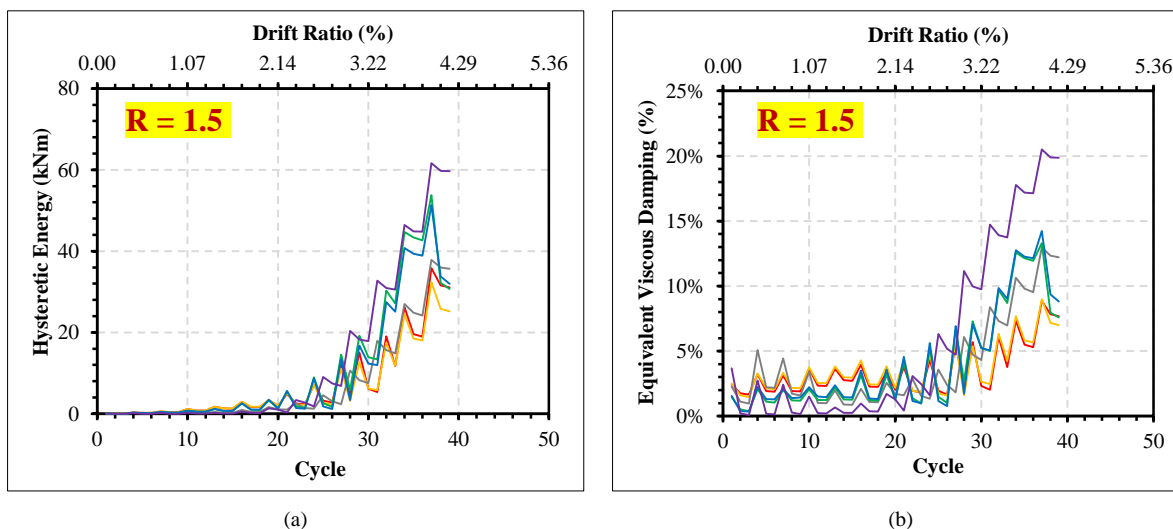 Drift Ratio (%)
0.00 1.07 2.14 3.22 4.29 5.36
80
60
40
20
0
Hysteretic Energy (kNm)
R = 1.5
0 10 20 30 40 50
Cycle
(a)
Drift Ratio (%)
0.00 1.07 2.14 3.22 4.29 5.36
25%
20%
15%
10%
5%
0%
Equivalent Viscous Damping (%)
R = 1.5
0 10 20 30 40 50
Cycle
(b)